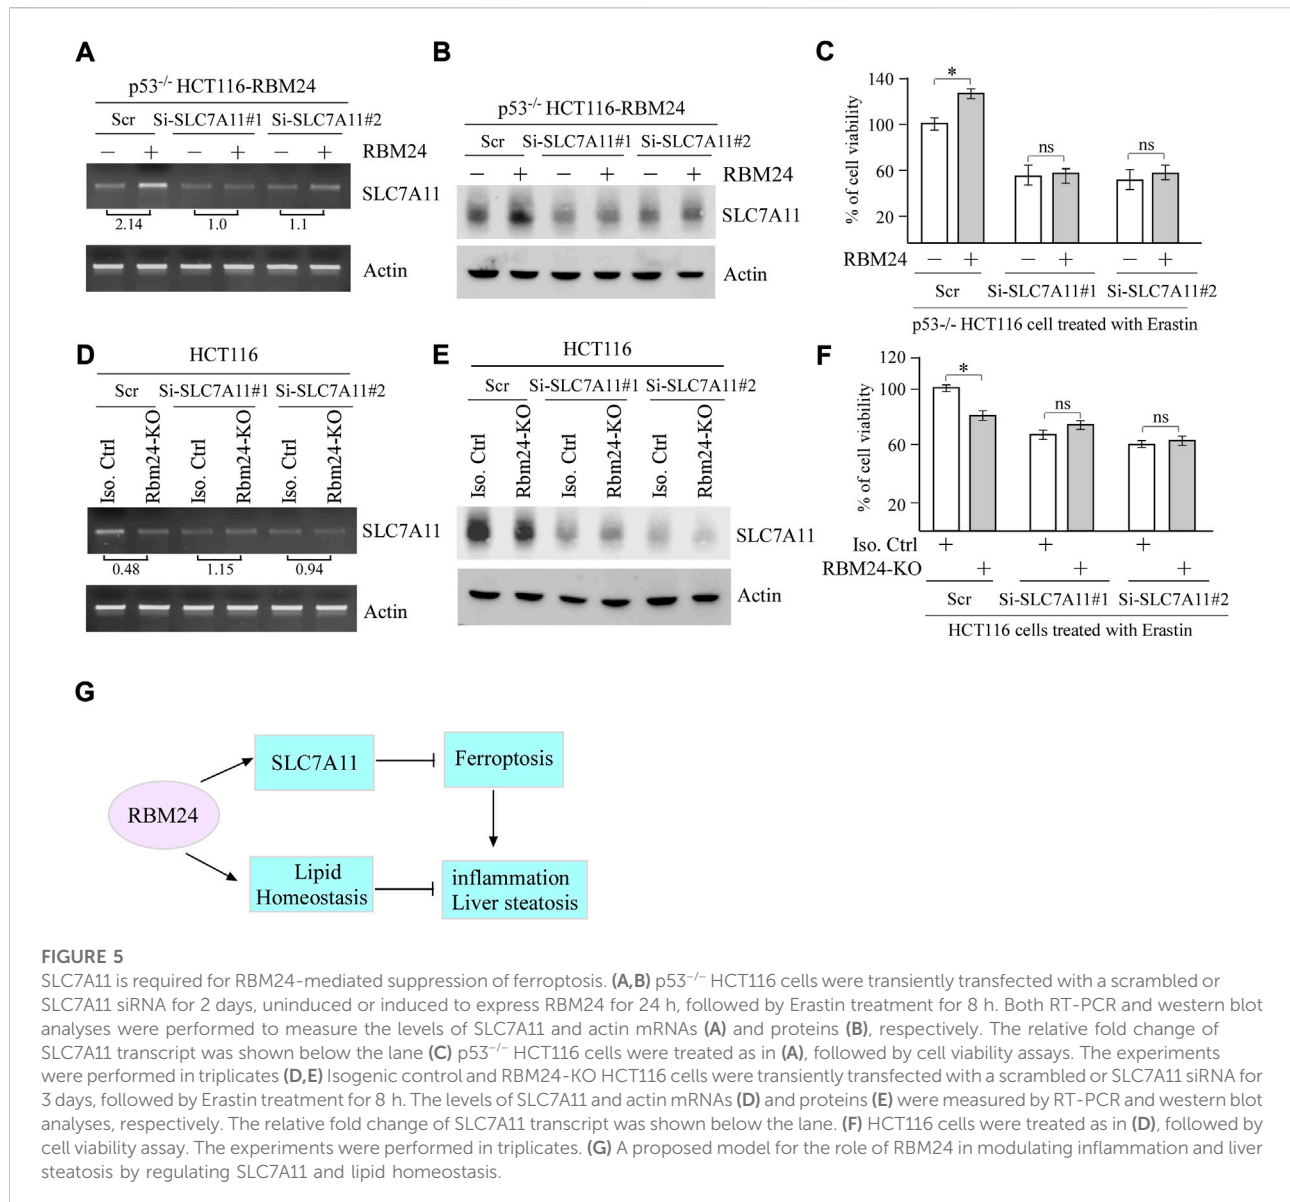 A
p53-/- HCT116-RBM24
Scr Si-SLC7A11#1 Si-SLC7A11#2
− + − + − + RBM24
SLC7A11
2.14 1.0 1.1
Actin
B
p53-/- HCT116-RBM24
Scr Si-SLC7A11#1 Si-SLC7A11#2
− + − + − + RBM24
SLC7A11
Actin
C
% of cell viability
140
100
60
20
* ns ns
RBM24 − + − + − +
Scr Si-SLC7A11#1 Si-SLC7A11#2
p53-/- HCT116 cell treated with Erastin
D
HCT116
Scr Si-SLC7A11#1 Si-SLC7A11#2
Iso. Ctrl Rbm24-KO Iso. Ctrl Rbm24-KO Iso. Ctrl Rbm24-KO
SLC7A11
0.48 1.15 0.94
Actin
E
HCT116
Scr Si-SLC7A11#1 Si-SLC7A11#2
Iso. Ctrl Rbm24-KO Iso. Ctrl Rbm24-KO Iso. Ctrl Rbm24-KO
SLC7A11
Actin
F
% of cell viability
120
100
60
20
* ns ns
Iso. Ctrl + + +
RBM24-KO + + +
Scr Si-SLC7A11#1 Si-SLC7A11#2
HCT116 cells treated with Erastin
G
RBM24
SLC7A11
Ferroptosis
Lipid
Homeostasis
inflammation
Liver steatosis
FIGURE 5
SLC7A11 is required for RBM24-mediated suppression of ferroptosis. (A,B) p53−/− HCT116 cells were transiently transfected with a scrambled or
SLC7A11 siRNA for 2 days, uninduced or induced to express RBM24 for 24 h, followed by Erastin treatment for 8 h. Both RT-PCR and western blot
analyses were performed to measure the levels of SLC7A11 and actin mRNAs (A) and proteins (B), respectively. The relative fold change of
SLC7A11 transcript was shown below the lane (C) p53−/− HCT116 cells were treated as in (A), followed by cell viability assays. The experiments
were performed in triplicates (D,E) Isogenic control and RBM24-KO HCT116 cells were transiently transfected with a scrambled or SLC7A11 siRNA for
3 days, followed by Erastin treatment for 8 h. The levels of SLC7A11 and actin mRNAs (D) and proteins (E) were measured by RT-PCR and western blot
analyses, respectively. The relative fold change of SLC7A11 transcript was shown below the lane. (F) HCT116 cells were treated as in (D), followed by
cell viability assay. The experiments were performed in triplicates. (G) A proposed model for the role of RBM24 in modulating inflammation and liver
steatosis by regulating SLC7A11 and lipid homeostasis.